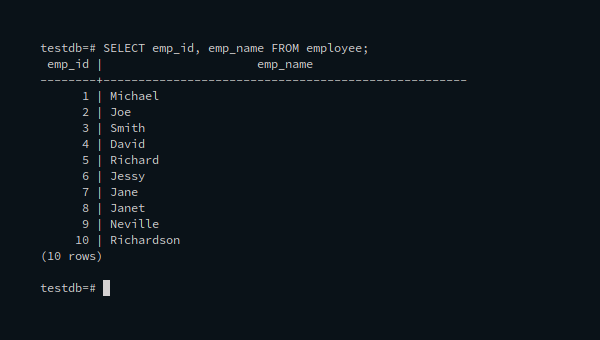 testdb=# SELECT emp_id, emp_name FROM employee;
 emp_id |                      emp_name
--------+----------------------------------------------------
      1 | Michael
      2 | Joe
      3 | Smith
      4 | David
      5 | Richard
      6 | Jessy
      7 | Jane
      8 | Janet
      9 | Neville
     10 | Richardson
(10 rows)
testdb=#